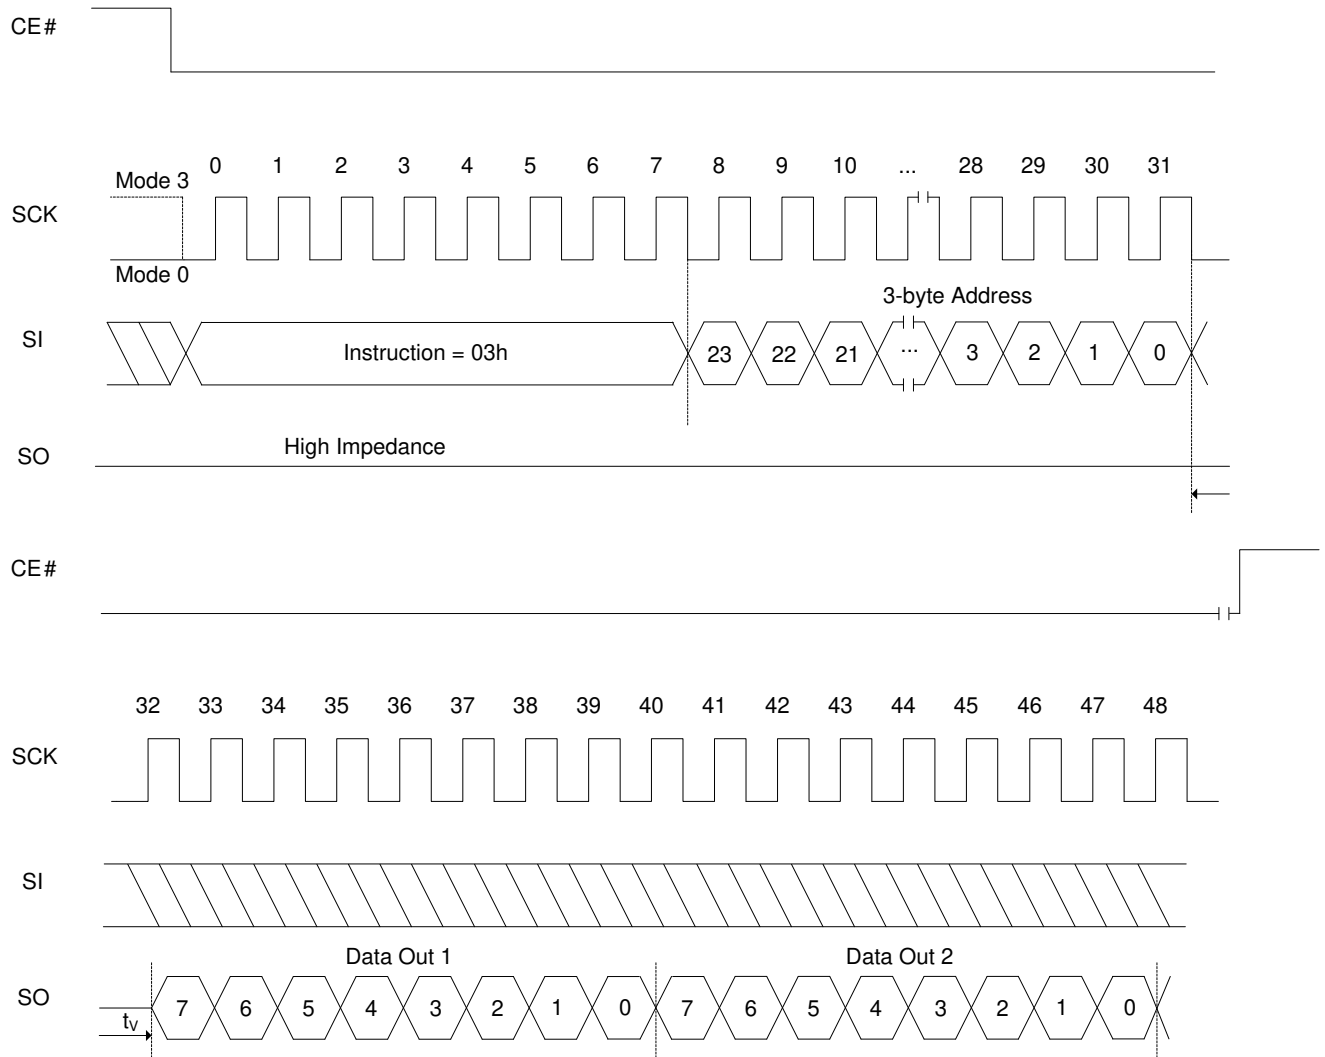 CE#
0 1 2 3 4 5 6 7 8 9 10 ... 28 29 30 31
Mode 3
SCK
Mode 0
3-byte Address
SI
Instruction = 03h 23 22 21 ... 3 2 1 0
High Impedance
SO
CE#
32 33 34 35 36 37 38 39 40 41 42 43 44 45 46 47 48
SCK
SI
Data Out 1 Data Out 2
SO
7 6 5 4 3 2 1 0 7 6 5 4 3 2 1 0
tV